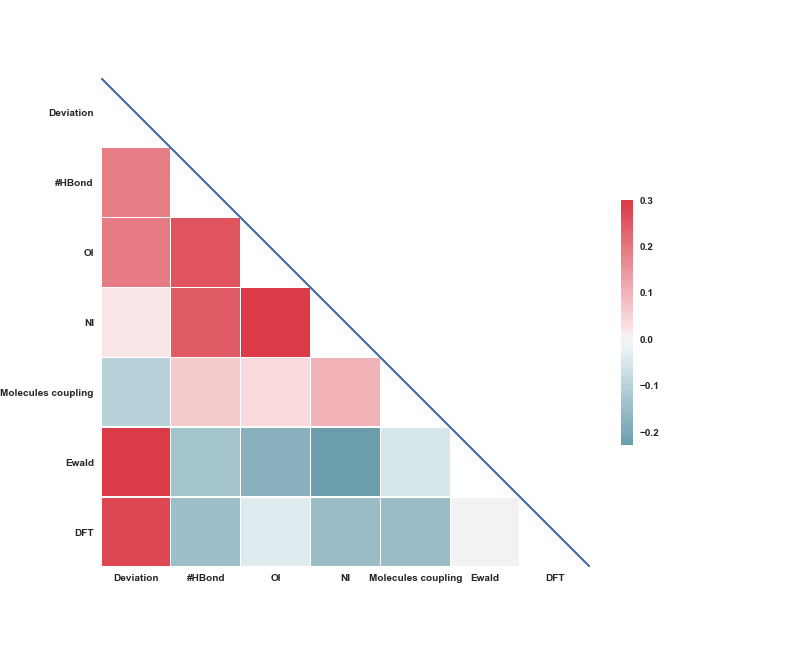 Deviation
#HBond
OI
NI
Molecules coupling
Ewald
DFT
Deviation #HBond OI NI Molecules coupling Ewald DFT
0.3
0.2
0.1
0.0
−0.1
−0.2